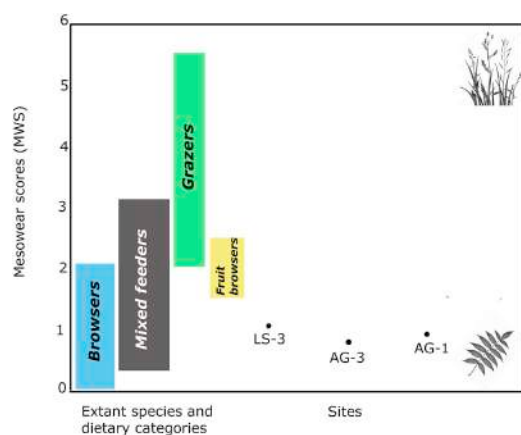 Mesowear scores (MWS)
6
5
4
3
2
1
0
Browsers
Mixed feeders
Grazers
Fruit
browsers
LS-3
AG-3
AG-1
Extant species and
dietary categories
Sites